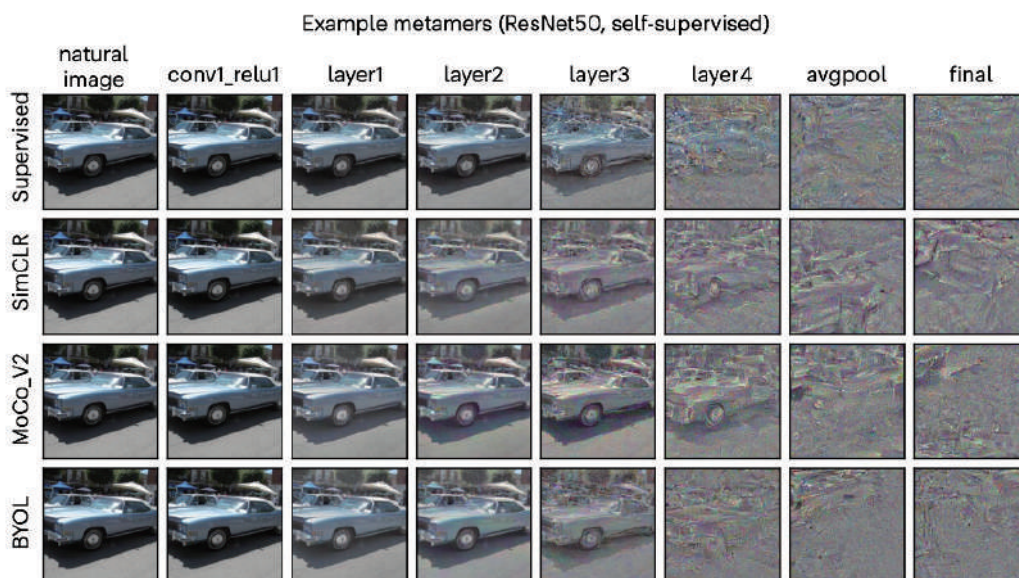 Example metamers (ResNet50, self-supervised)
natural
image
conv1_relu1
layer1
layer2
layer3
layer4
avgpool
final
Supervised
SimCLR
MoCo_V2
BYOL